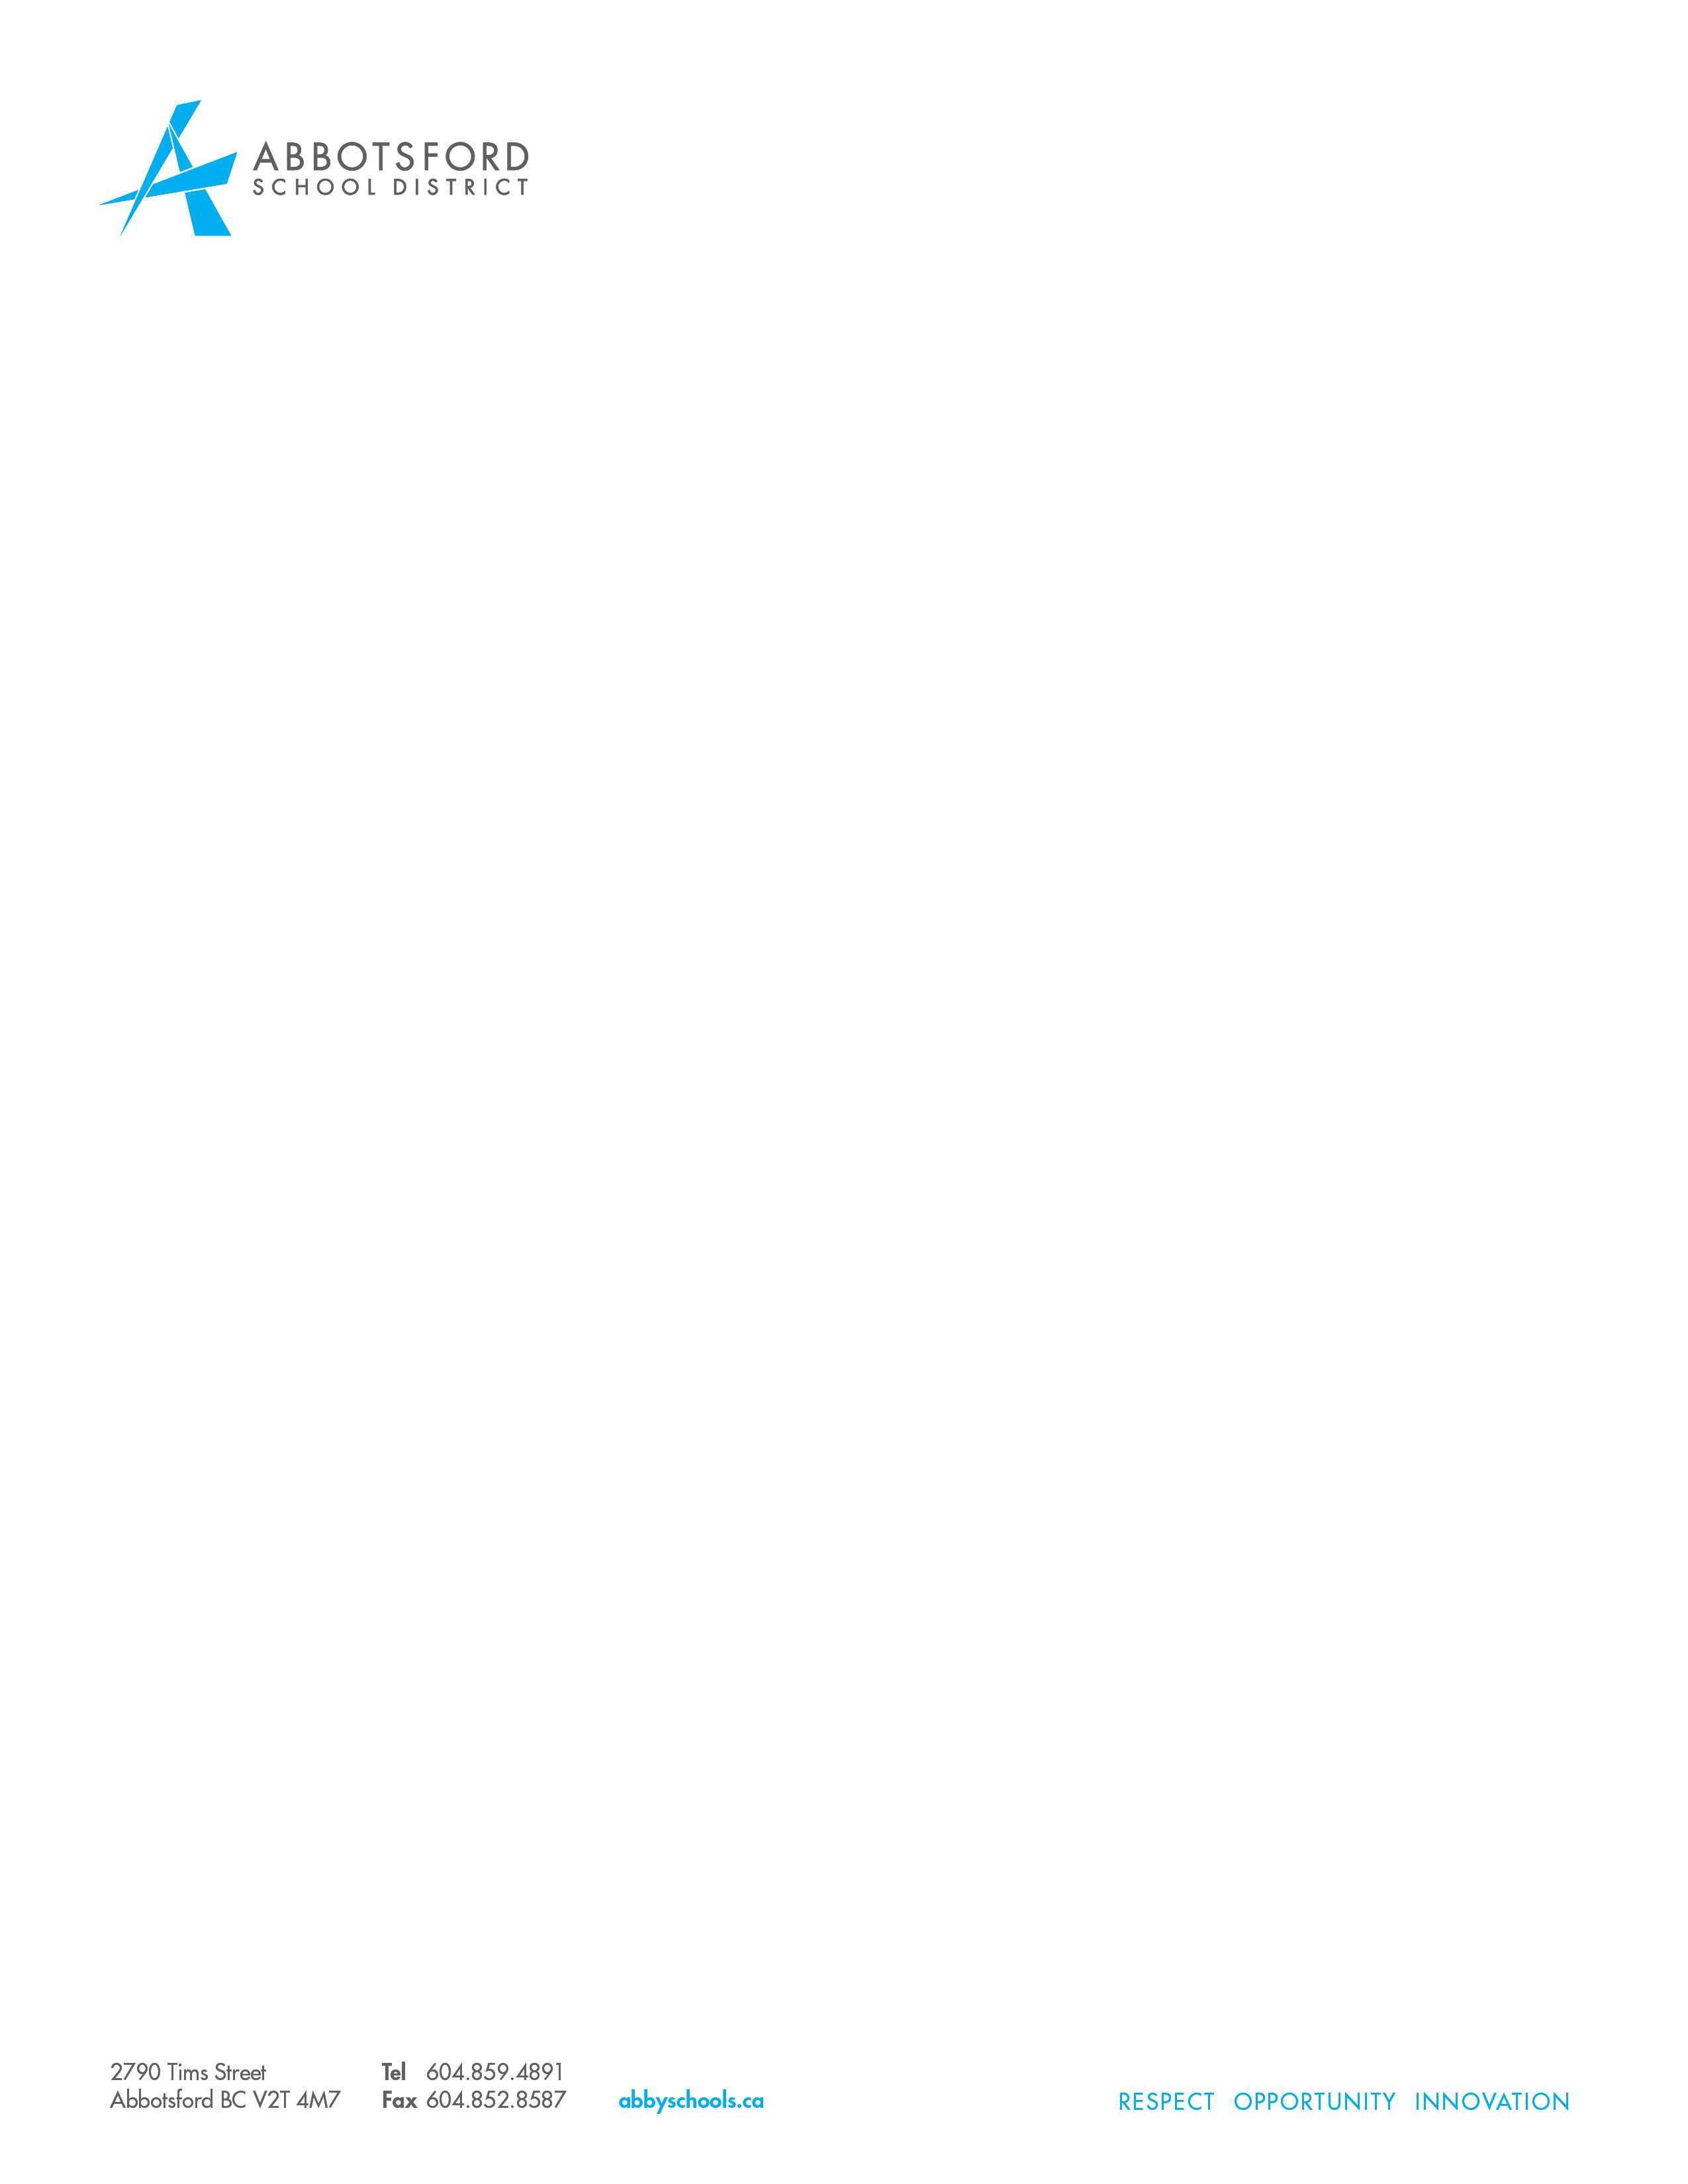 ABBOTSFORD
SCHOOL DISTRICT
2790 Tims Street
Abbotsford BC V2T 4M7
Tel 604.859.4891
Fax 604.852.8587
abbyschools.ca
RESPECT OPPORTUNITY INNOVATION